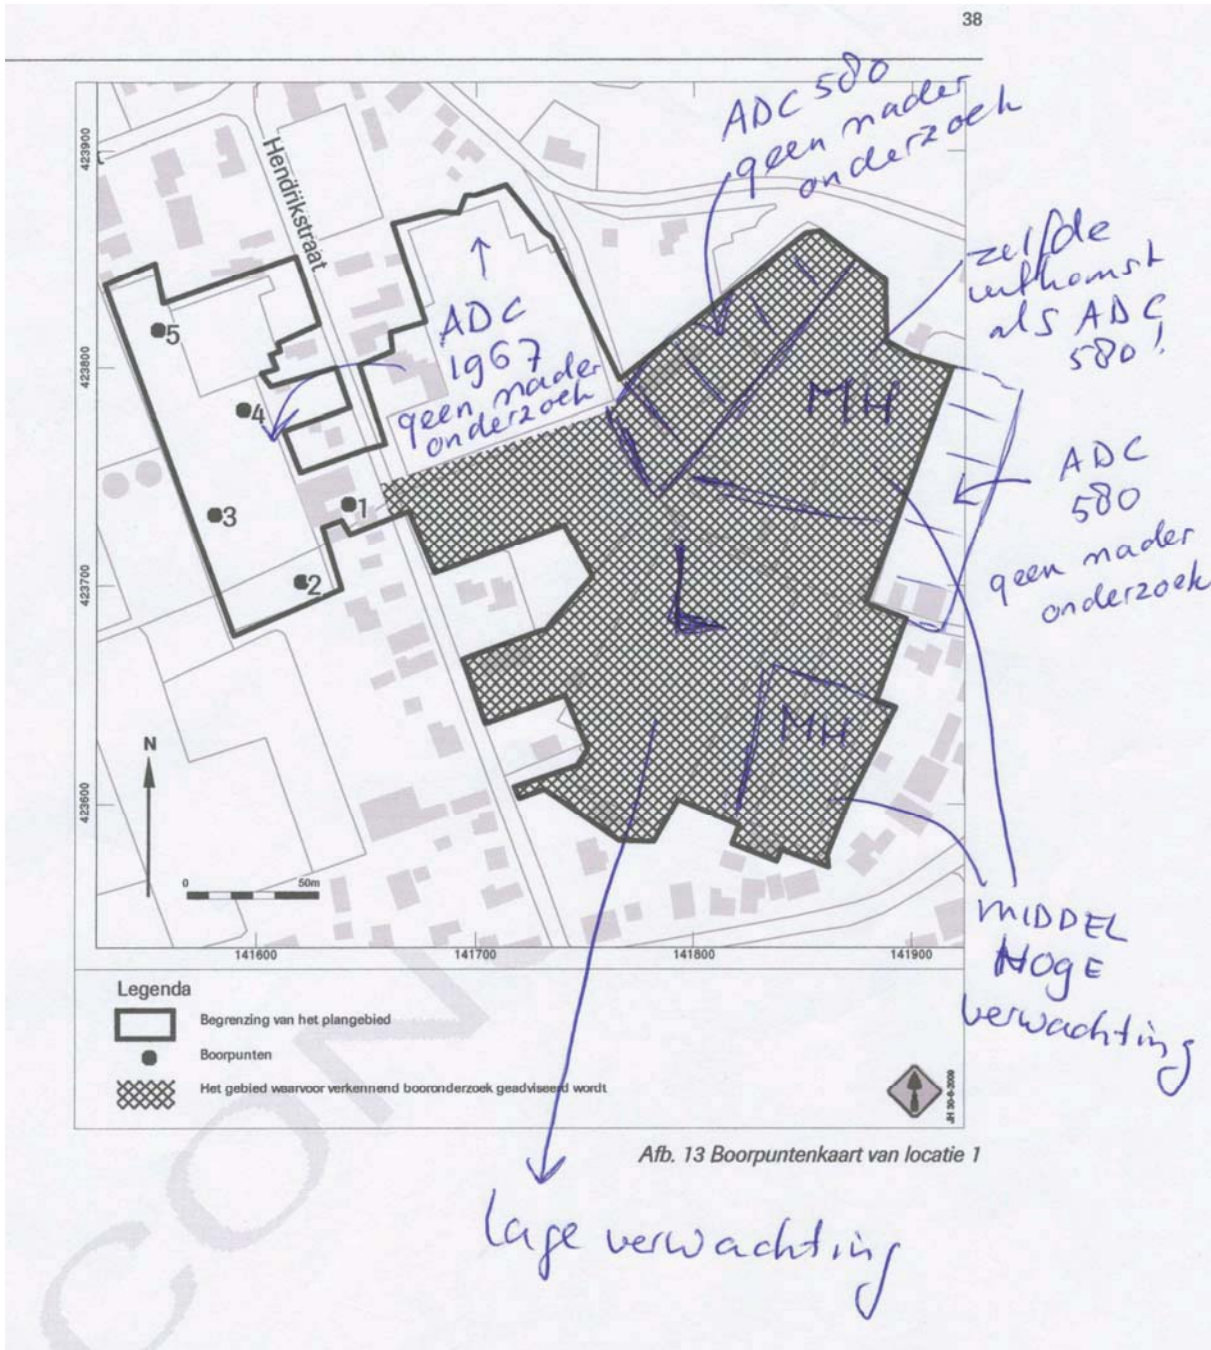 38
ADC 580
geen nader
onderzoek
423900
Hendrikstraat
zelfde
uitkomst
als ADC
580!
ADC
1967
geen nader
onderzoek
5
423800
4
MH
ADC
580
geen nader
onderzoek
3
1
2
423700
L
MH
N
423600
0
50m
MIDDEL
HOGE
verwachting
141600
141700
141800
141900
Legenda
Begrenzing van het plangebied
Boorpunten
Het gebied waarvoor verkennend booronderzoek geadviseerd wordt
Afb. 13 Boorpuntenkaart van locatie 1
lage verwachting
CON